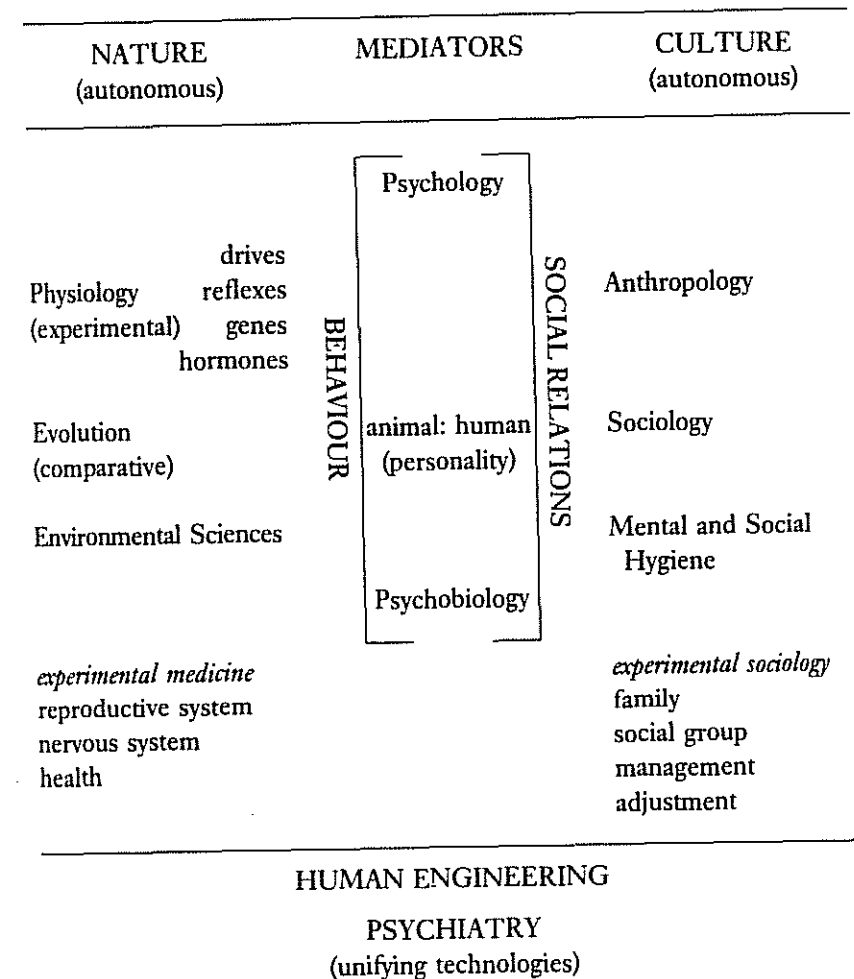 NATURE
(autonomous)
MEDIATORS
CULTURE
(autonomous)
Physiology
(experimental)
drives
reflexes
genes
hormones
Evolution
(comparative)
Environmental Sciences
BEHAVIOUR
Psychology
animal: human
(personality)
Psychobiology
SOCIAL RELATIONS
Anthropology
Sociology
Mental and Social
Hygiene
experimental medicine
reproductive system
nervous system
health
experimental sociology
family
social group
management
adjustment
HUMAN ENGINEERING
PSYCHIATRY
(unifying technologies)